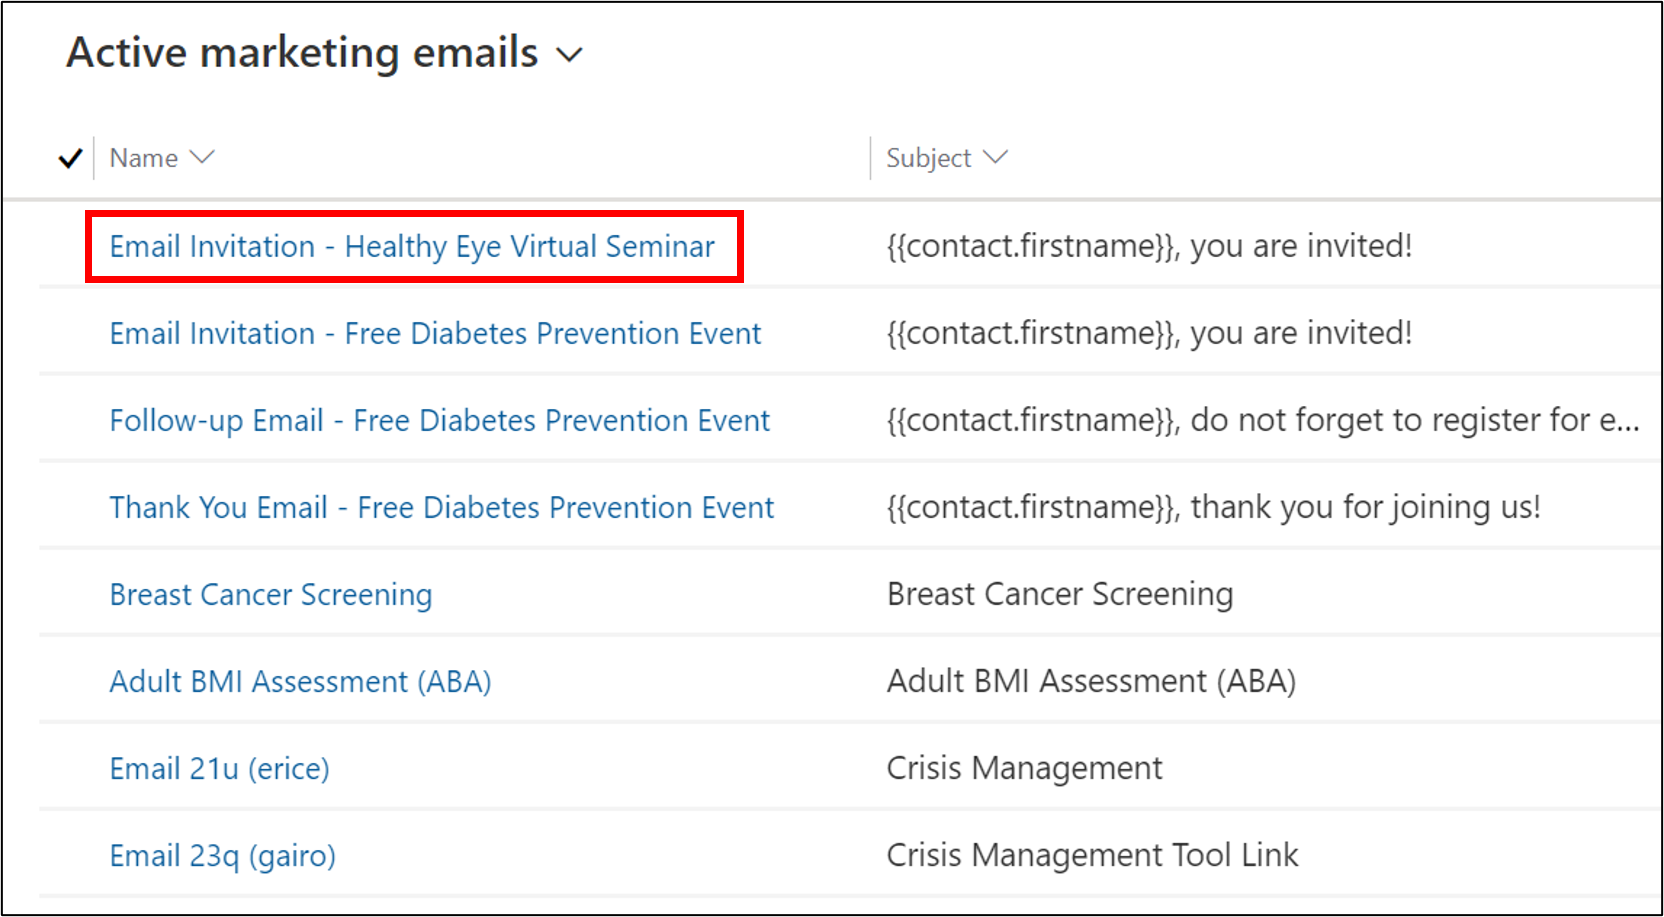 Active marketing emails
Name Subject
Email Invitation - Healthy Eye Virtual Seminar {{contact.firstname}}, you are invited!
Email Invitation - Free Diabetes Prevention Event {{contact.firstname}}, you are invited!
Follow-up Email - Free Diabetes Prevention Event {{contact.firstname}}, do not forget to register for e...
Thank You Email - Free Diabetes Prevention Event {{contact.firstname}}, thank you for joining us!
Breast Cancer Screening Breast Cancer Screening
Adult BMI Assessment (ABA) Adult BMI Assessment (ABA)
Email 21u (erice) Crisis Management
Email 23q (gairo) Crisis Management Tool Link